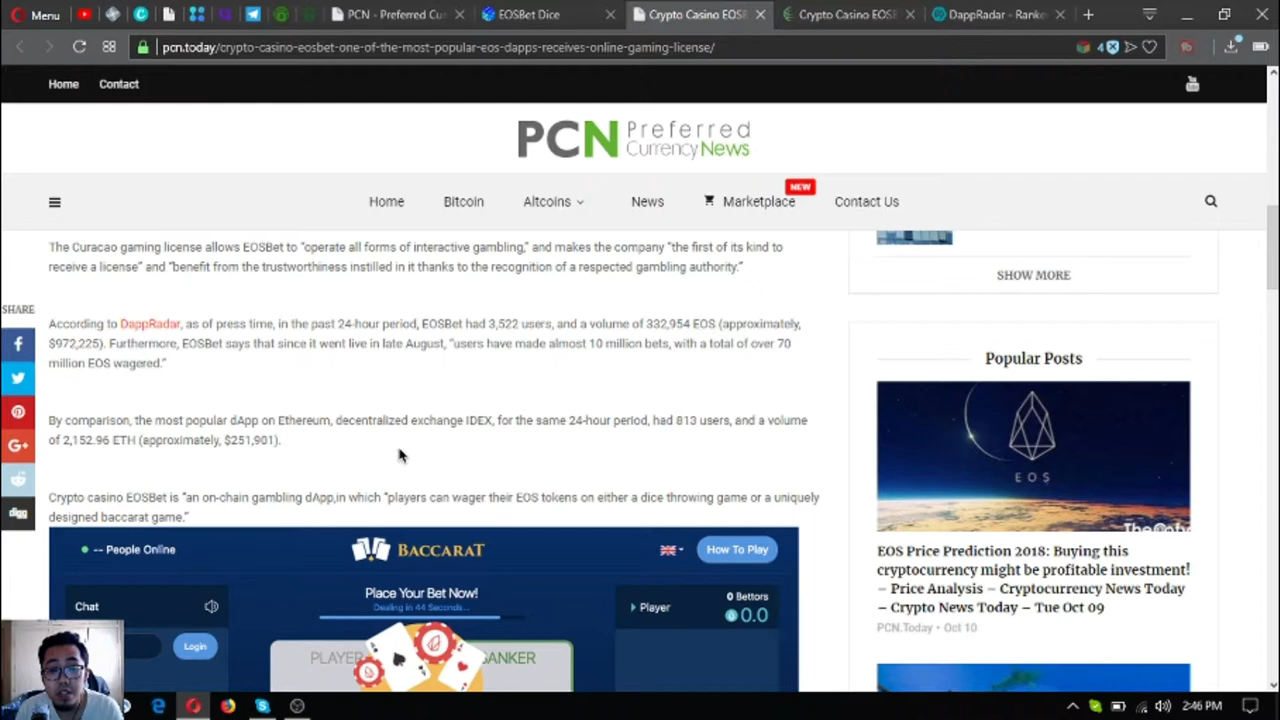 Menu
PCN - Preferred Cu
EOSBet Dice
Crypto Casino EOS
Crypto Casino EOS
DappRadar - Ranke
pcn.today/crypto-casino-eosbet-one-of-the-most-popular-eos-dapps-receives-online-gaming-license/
4
Home
Contact
PCN Preferred
CurrencyNews
NEW
Home
Bitcoin
Altcoins
News
Marketplace
Contact Us
The Curacao gaming license allows EOSBet to “operate all forms of interactive gambling,” and makes the company “the first of its kind to
receive a license” and “benefit from the trustworthiness instilled in it thanks to the recognition of a respected gambling authority.”
SHOW MORE
SHARE
According to DappRadar, as of press time, in the past 24-hour period, EOSBet had 3,522 users, and a volume of 332,954 EOS (approximately,
$972,225). Furthermore, EOSBet says that since it went live in late August, “users have made almost 10 million bets, with a total of over 70
million EOS wagered.”
By comparison, the most popular dApp on Ethereum, decentralized exchange IDEX, for the same 24-hour period, had 813 users, and a volume
of 2,152.96 ETH (approximately, $251,901).
Crypto casino EOSBet is “an on-chain gambling dApp,in which “players can wager their EOS tokens on either a dice throwing game or a uniquely
designed baccarat game.”
digg
-- People Online
BACCARAT
How To Play
Place Your Bet Now!
Dealing in 44 Seconds...
Chat
Login
Player
0 Bettors
0.0
PLAYER
BANKER
Popular Posts
EOS
EOS Price Prediction 2018: Buying this
cryptocurrency might be profitable investment!
– Price Analysis – Cryptocurrency News Today
– Crypto News Today – Tue Oct 09
PCN.Today • Oct 10
2:46 PM